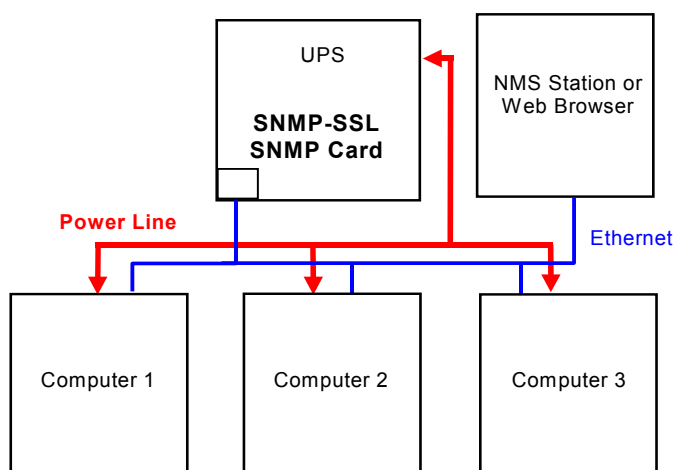 UPS
SNMP-SSL
SNMP Card
NMS Station or
Web Browser
Power Line
Ethernet
Computer 1
Computer 2
Computer 3